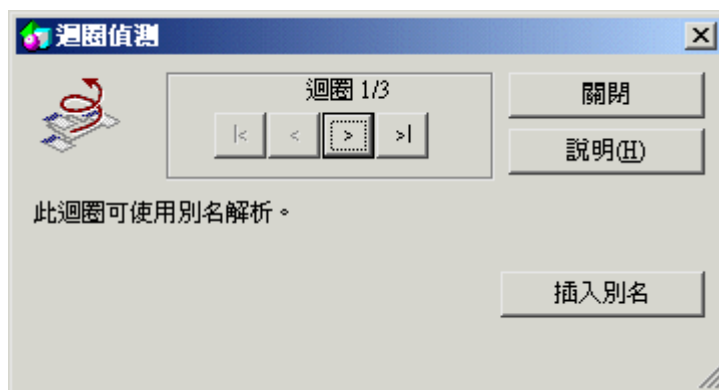 迴圈偵測
迴圈 1/3
|< < > >|
關閉
說明(H)
此迴圈可使用別名解析。
插入別名